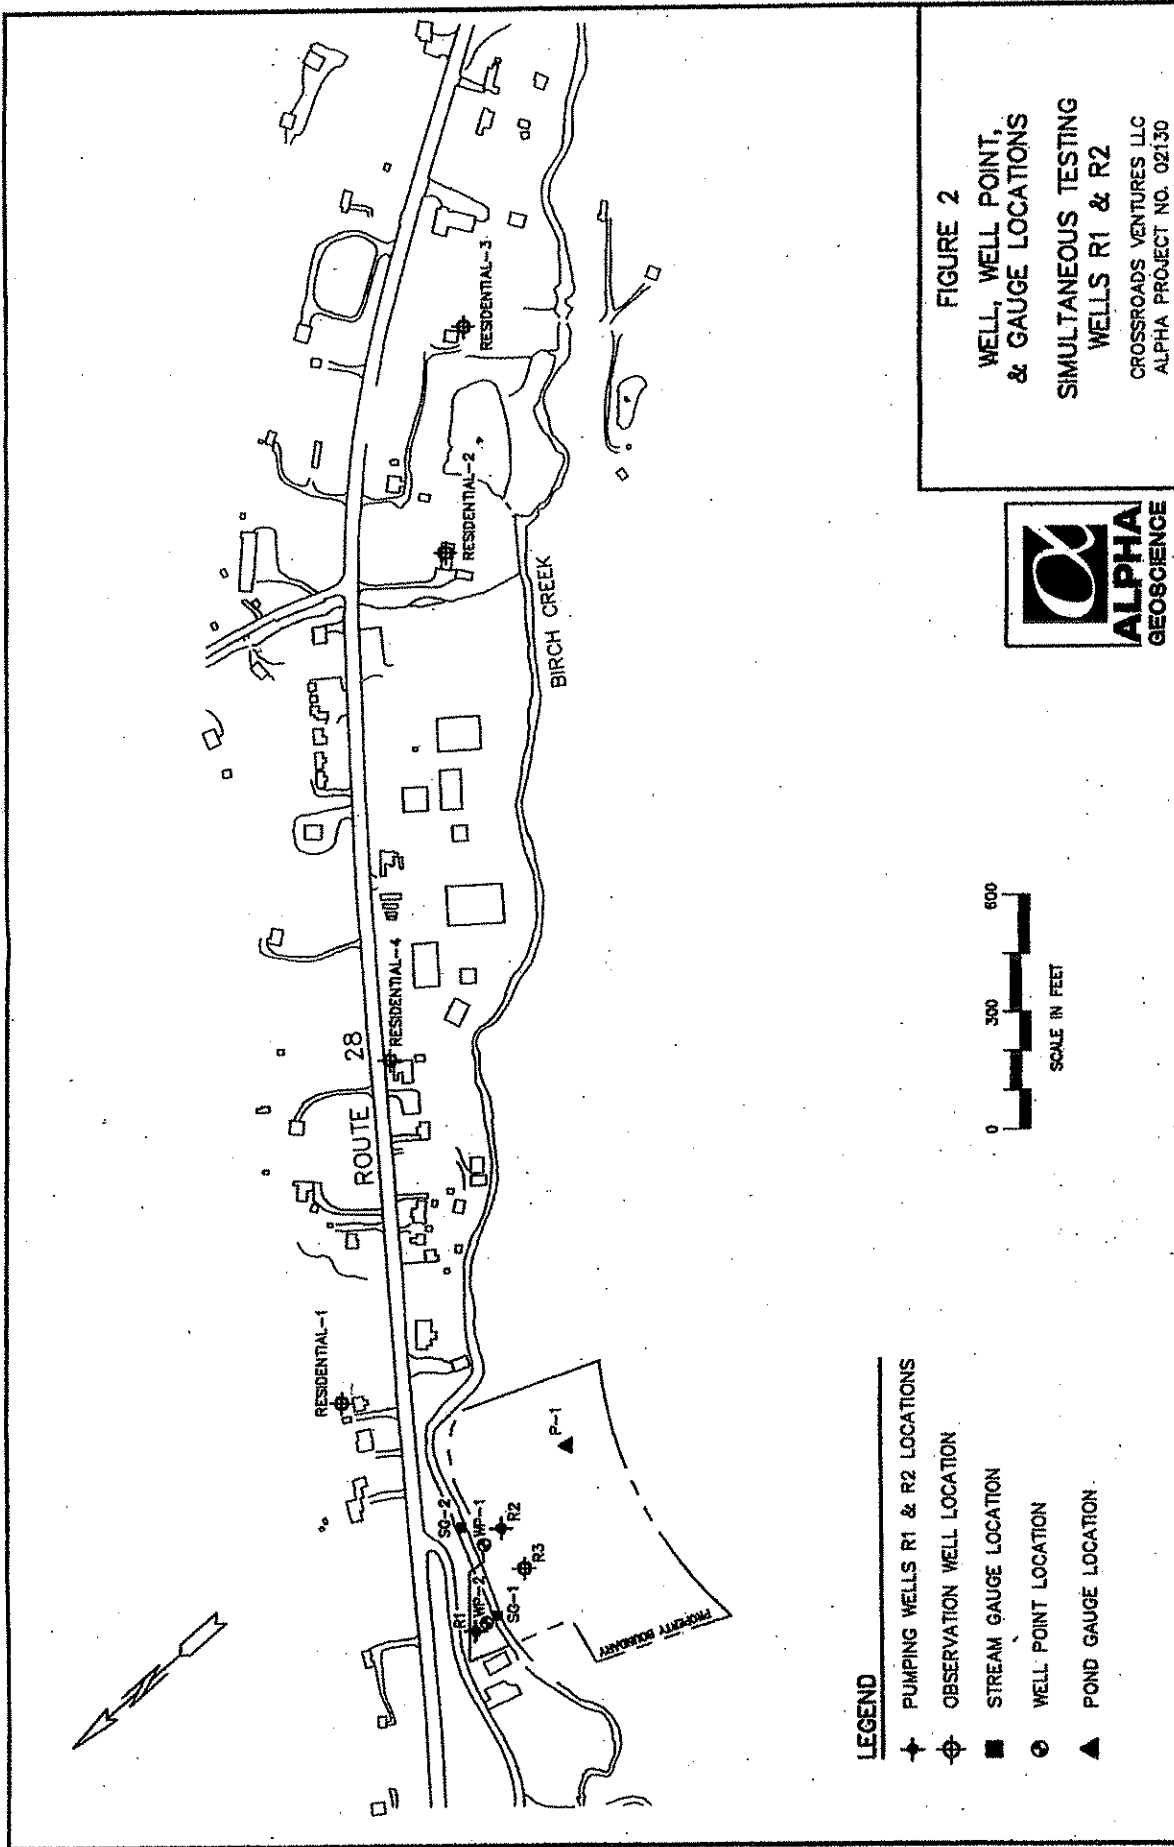 RESIDENTIAL-1
ROUTE 28
RESIDENTIAL-4
RESIDENTIAL-2
RESIDENTIAL-3
BIRCH CREEK
R1
WP-2
SG-1
SG-2
WP-1
R2
R3
P-1
PROPERTY BOUNDARY
LEGEND
PUMPING WELLS R1 & R2 LOCATIONS
OBSERVATION WELL LOCATION
STREAM GAUGE LOCATION
WELL POINT LOCATION
POND GAUGE LOCATION
0 300 600
SCALE IN FEET
α
ALPHA
GEOSCIENCE
FIGURE 2
WELL, WELL POINT,
& GAUGE LOCATIONS
SIMULTANEOUS TESTING
WELLS R1 & R2
CROSSROADS VENTURES LLC
ALPHA PROJECT NO. 02130